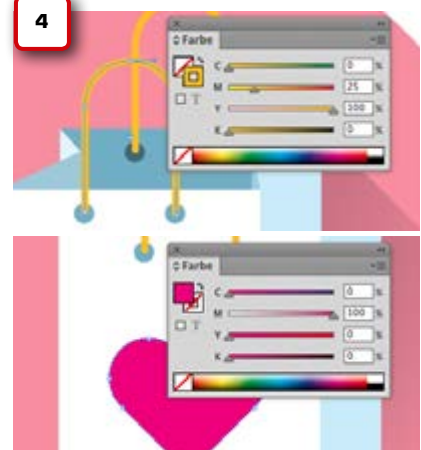 4
Farbe
C 0 %
M 25 %
Y 100 %
K 0 %
T
Farbe
C 0 %
M 100 %
Y 0 %
K 0 %
T